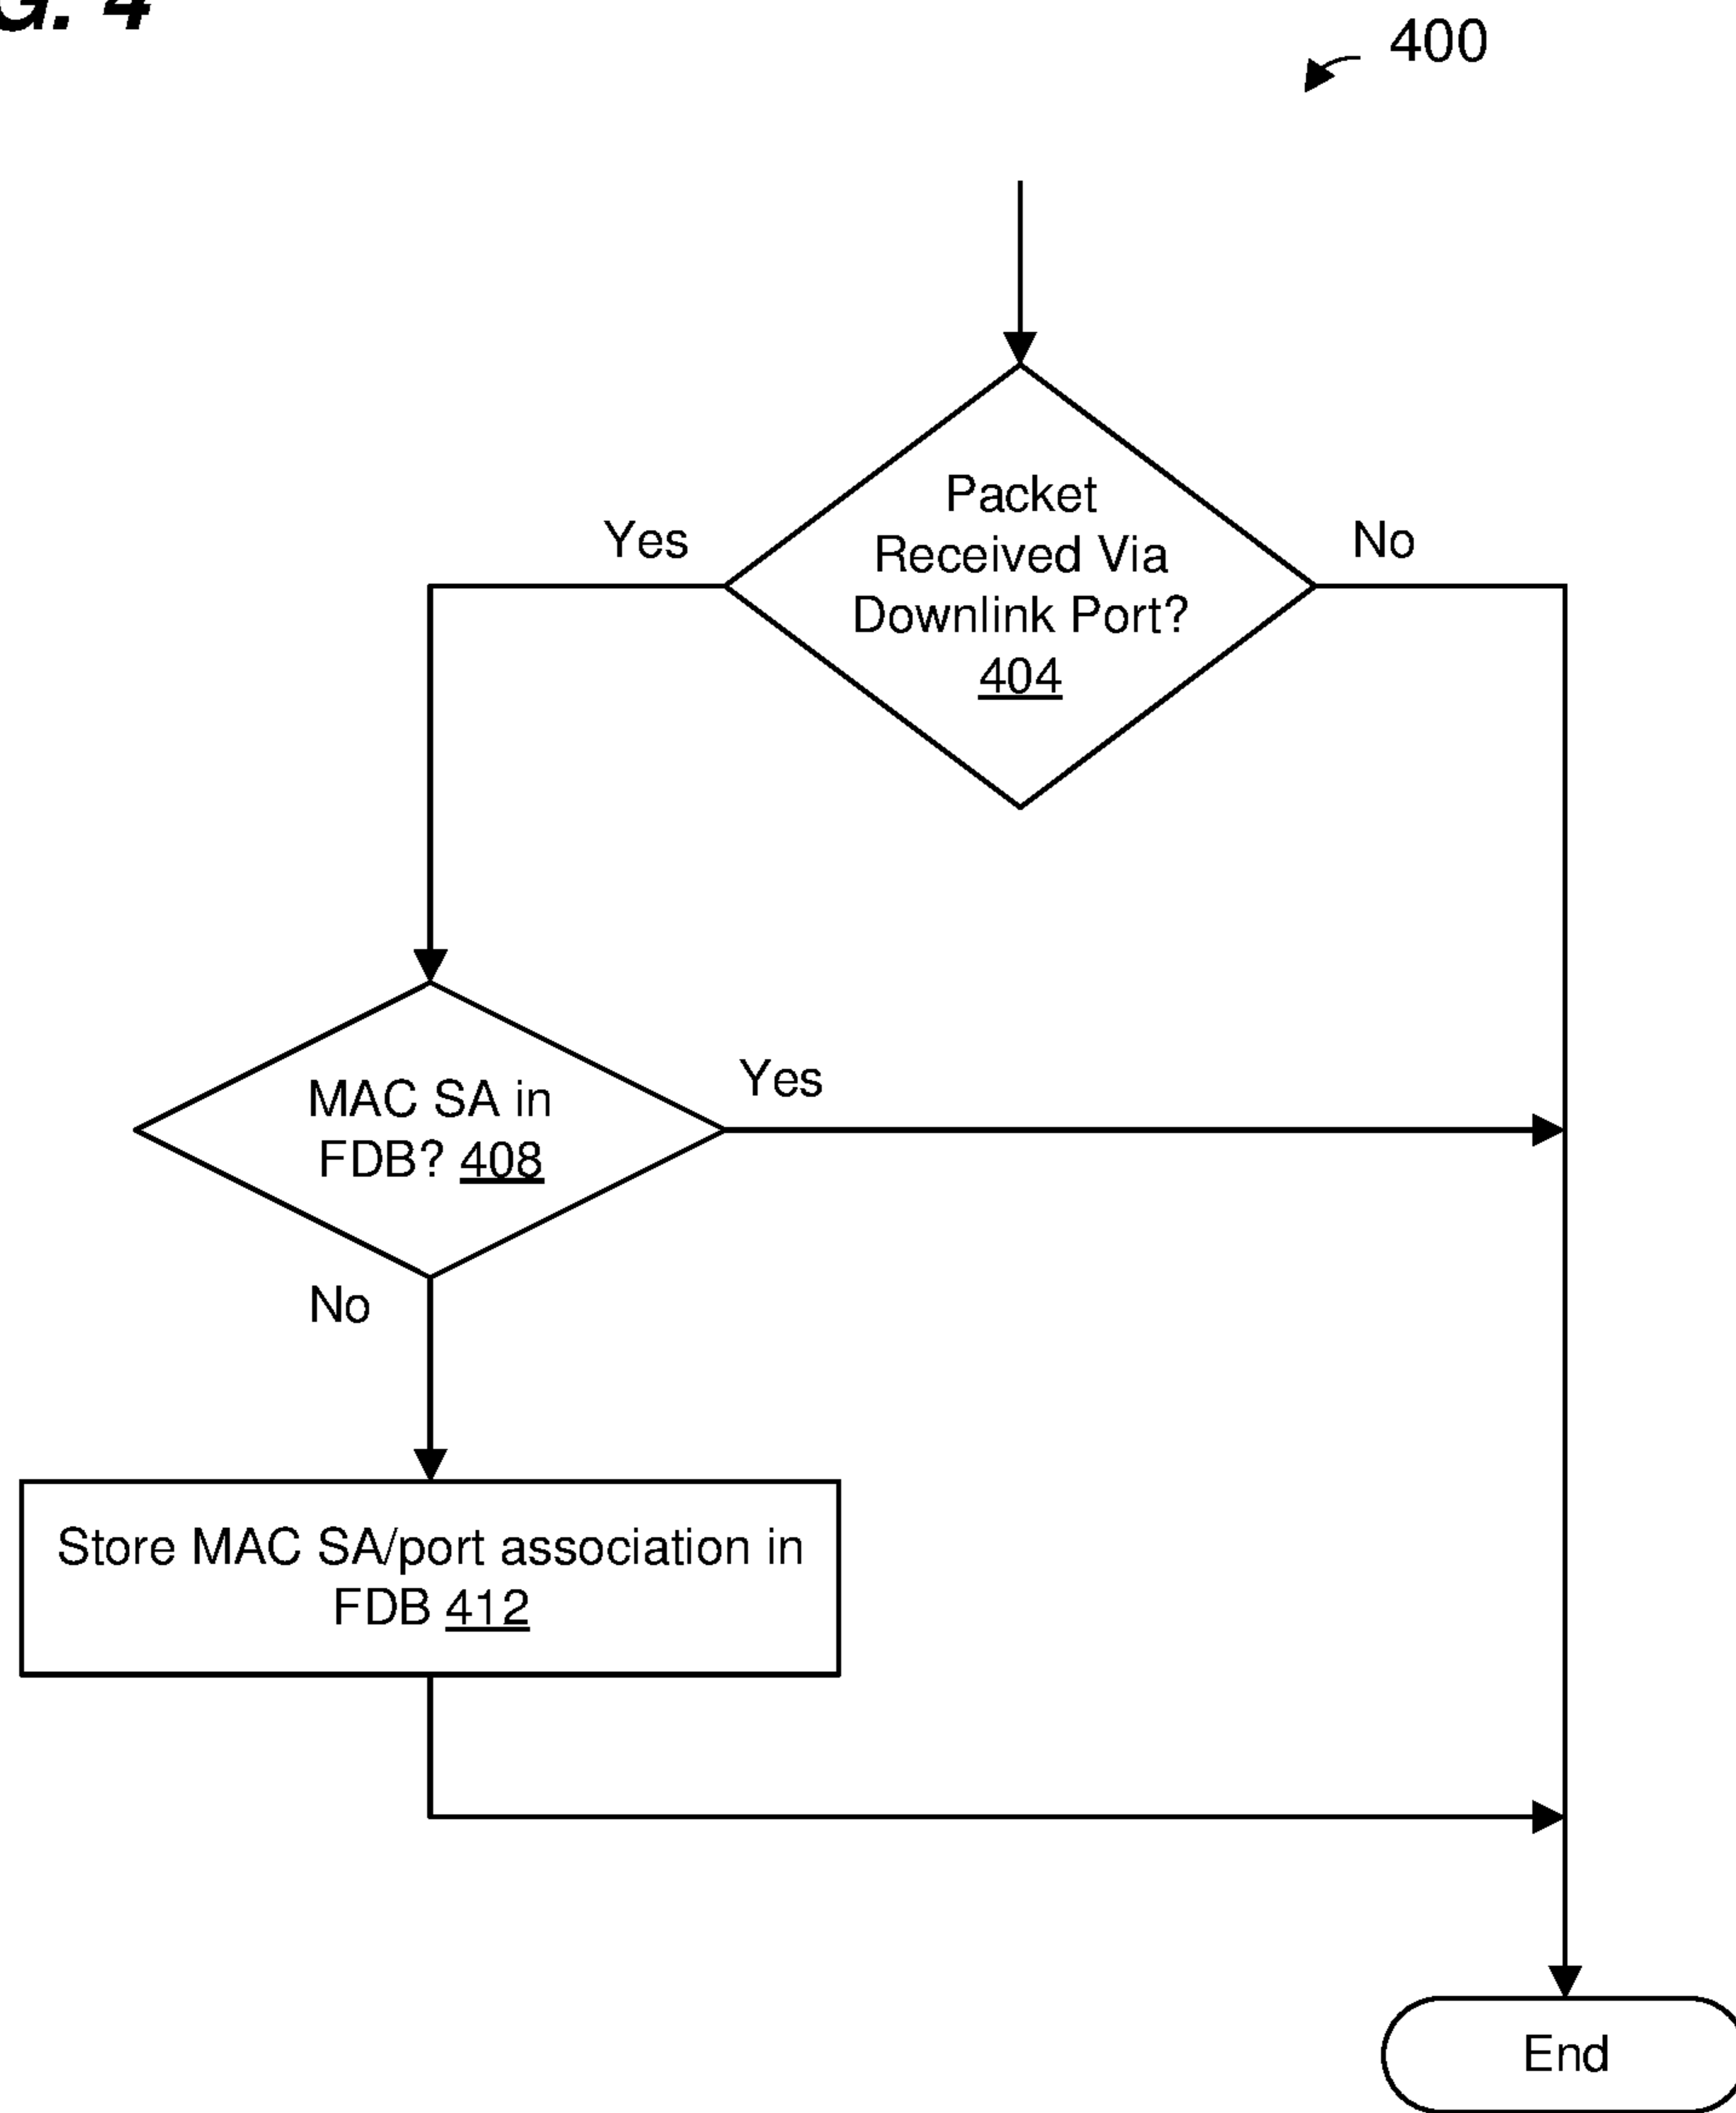 G. 4
400
Packet
Received Via
Downlink Port?
404
Yes
No
MAC SA in
FDB? 408
Yes
No
Store MAC SA/port association in
FDB 412
End